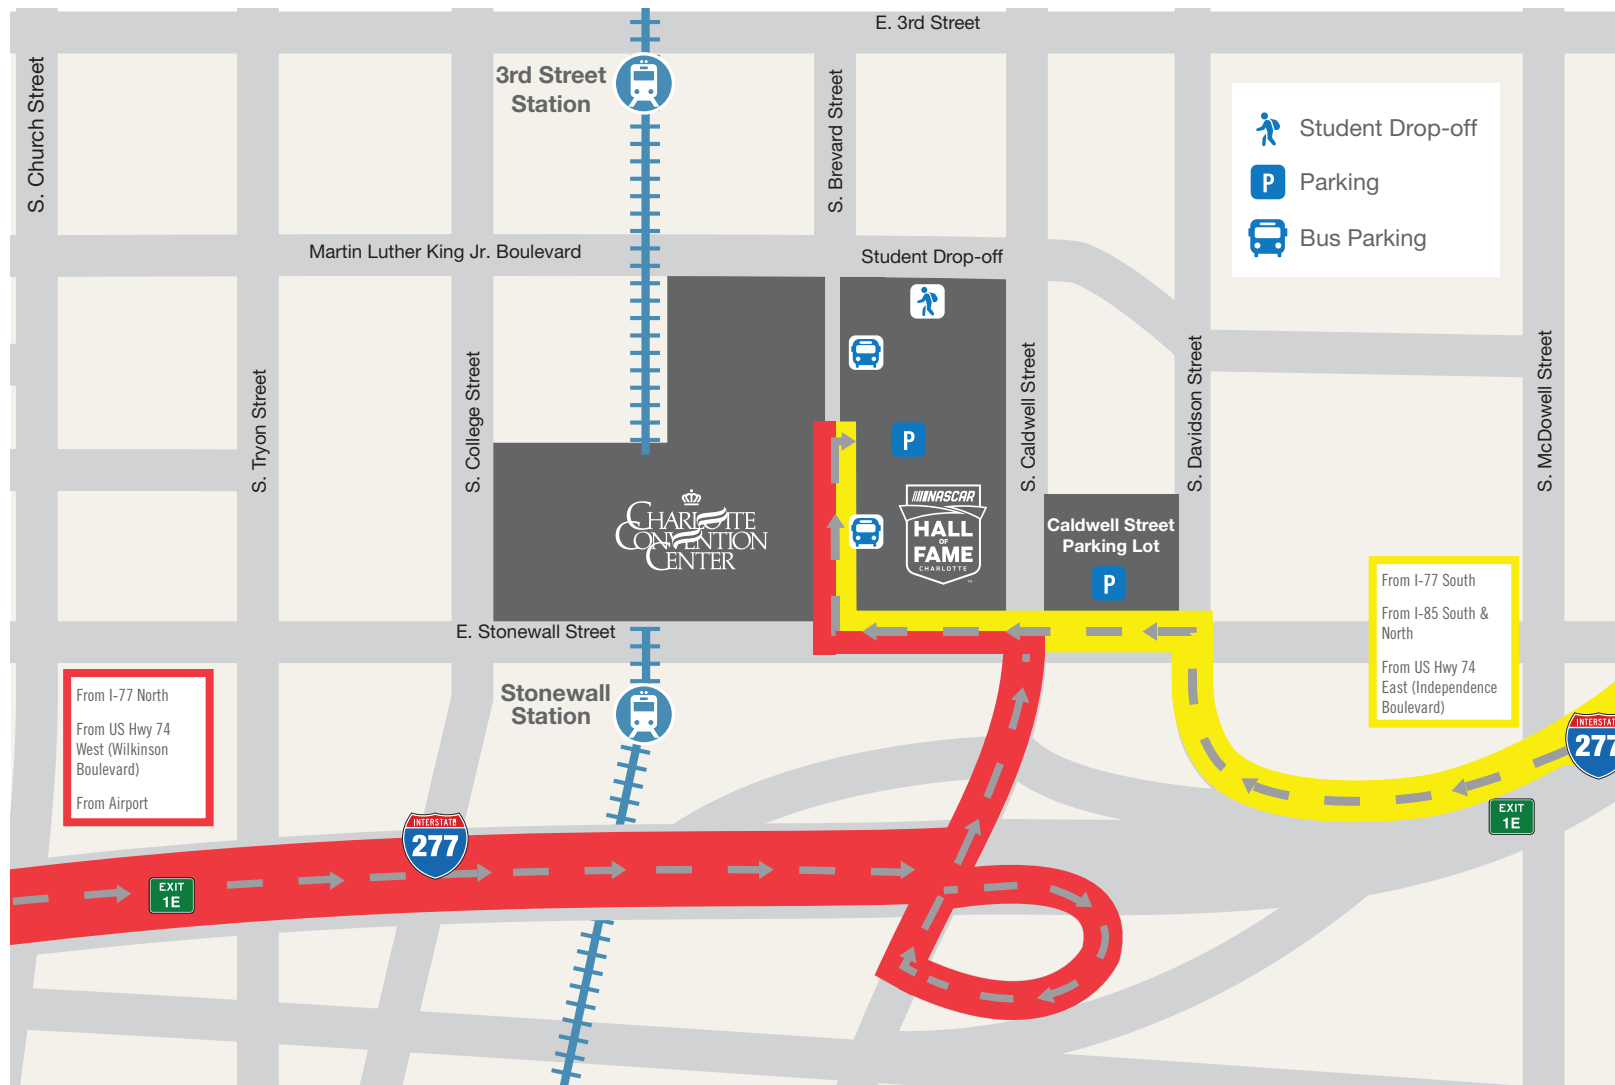 E. 3rd Street
S. Church Street
3rd Street
Station
S. Brevard Street
Student Drop-off
P Parking
Bus Parking
Martin Luther King Jr. Boulevard
Student Drop-off
S. Tryon Street
S. College Street
S. Caldwell Street
S. Davidson Street
S. McDowell Street
P
CHARLOTTE
CONVENTION
CENTER
NASCAR
HALL
OF
FAME
CHARLOTTE
TM
Caldwell Street
Parking Lot
P
From I-77 South
From I-85 South &
North
From US Hwy 74
East (Independence
Boulevard)
E. Stonewall Street
From I-77 North
From US Hwy 74
West (Wilkinson
Boulevard)
From Airport
Stonewall
Station
INTERSTAT
277
EXIT
1E
INTERSTATE
277
EXIT
1E